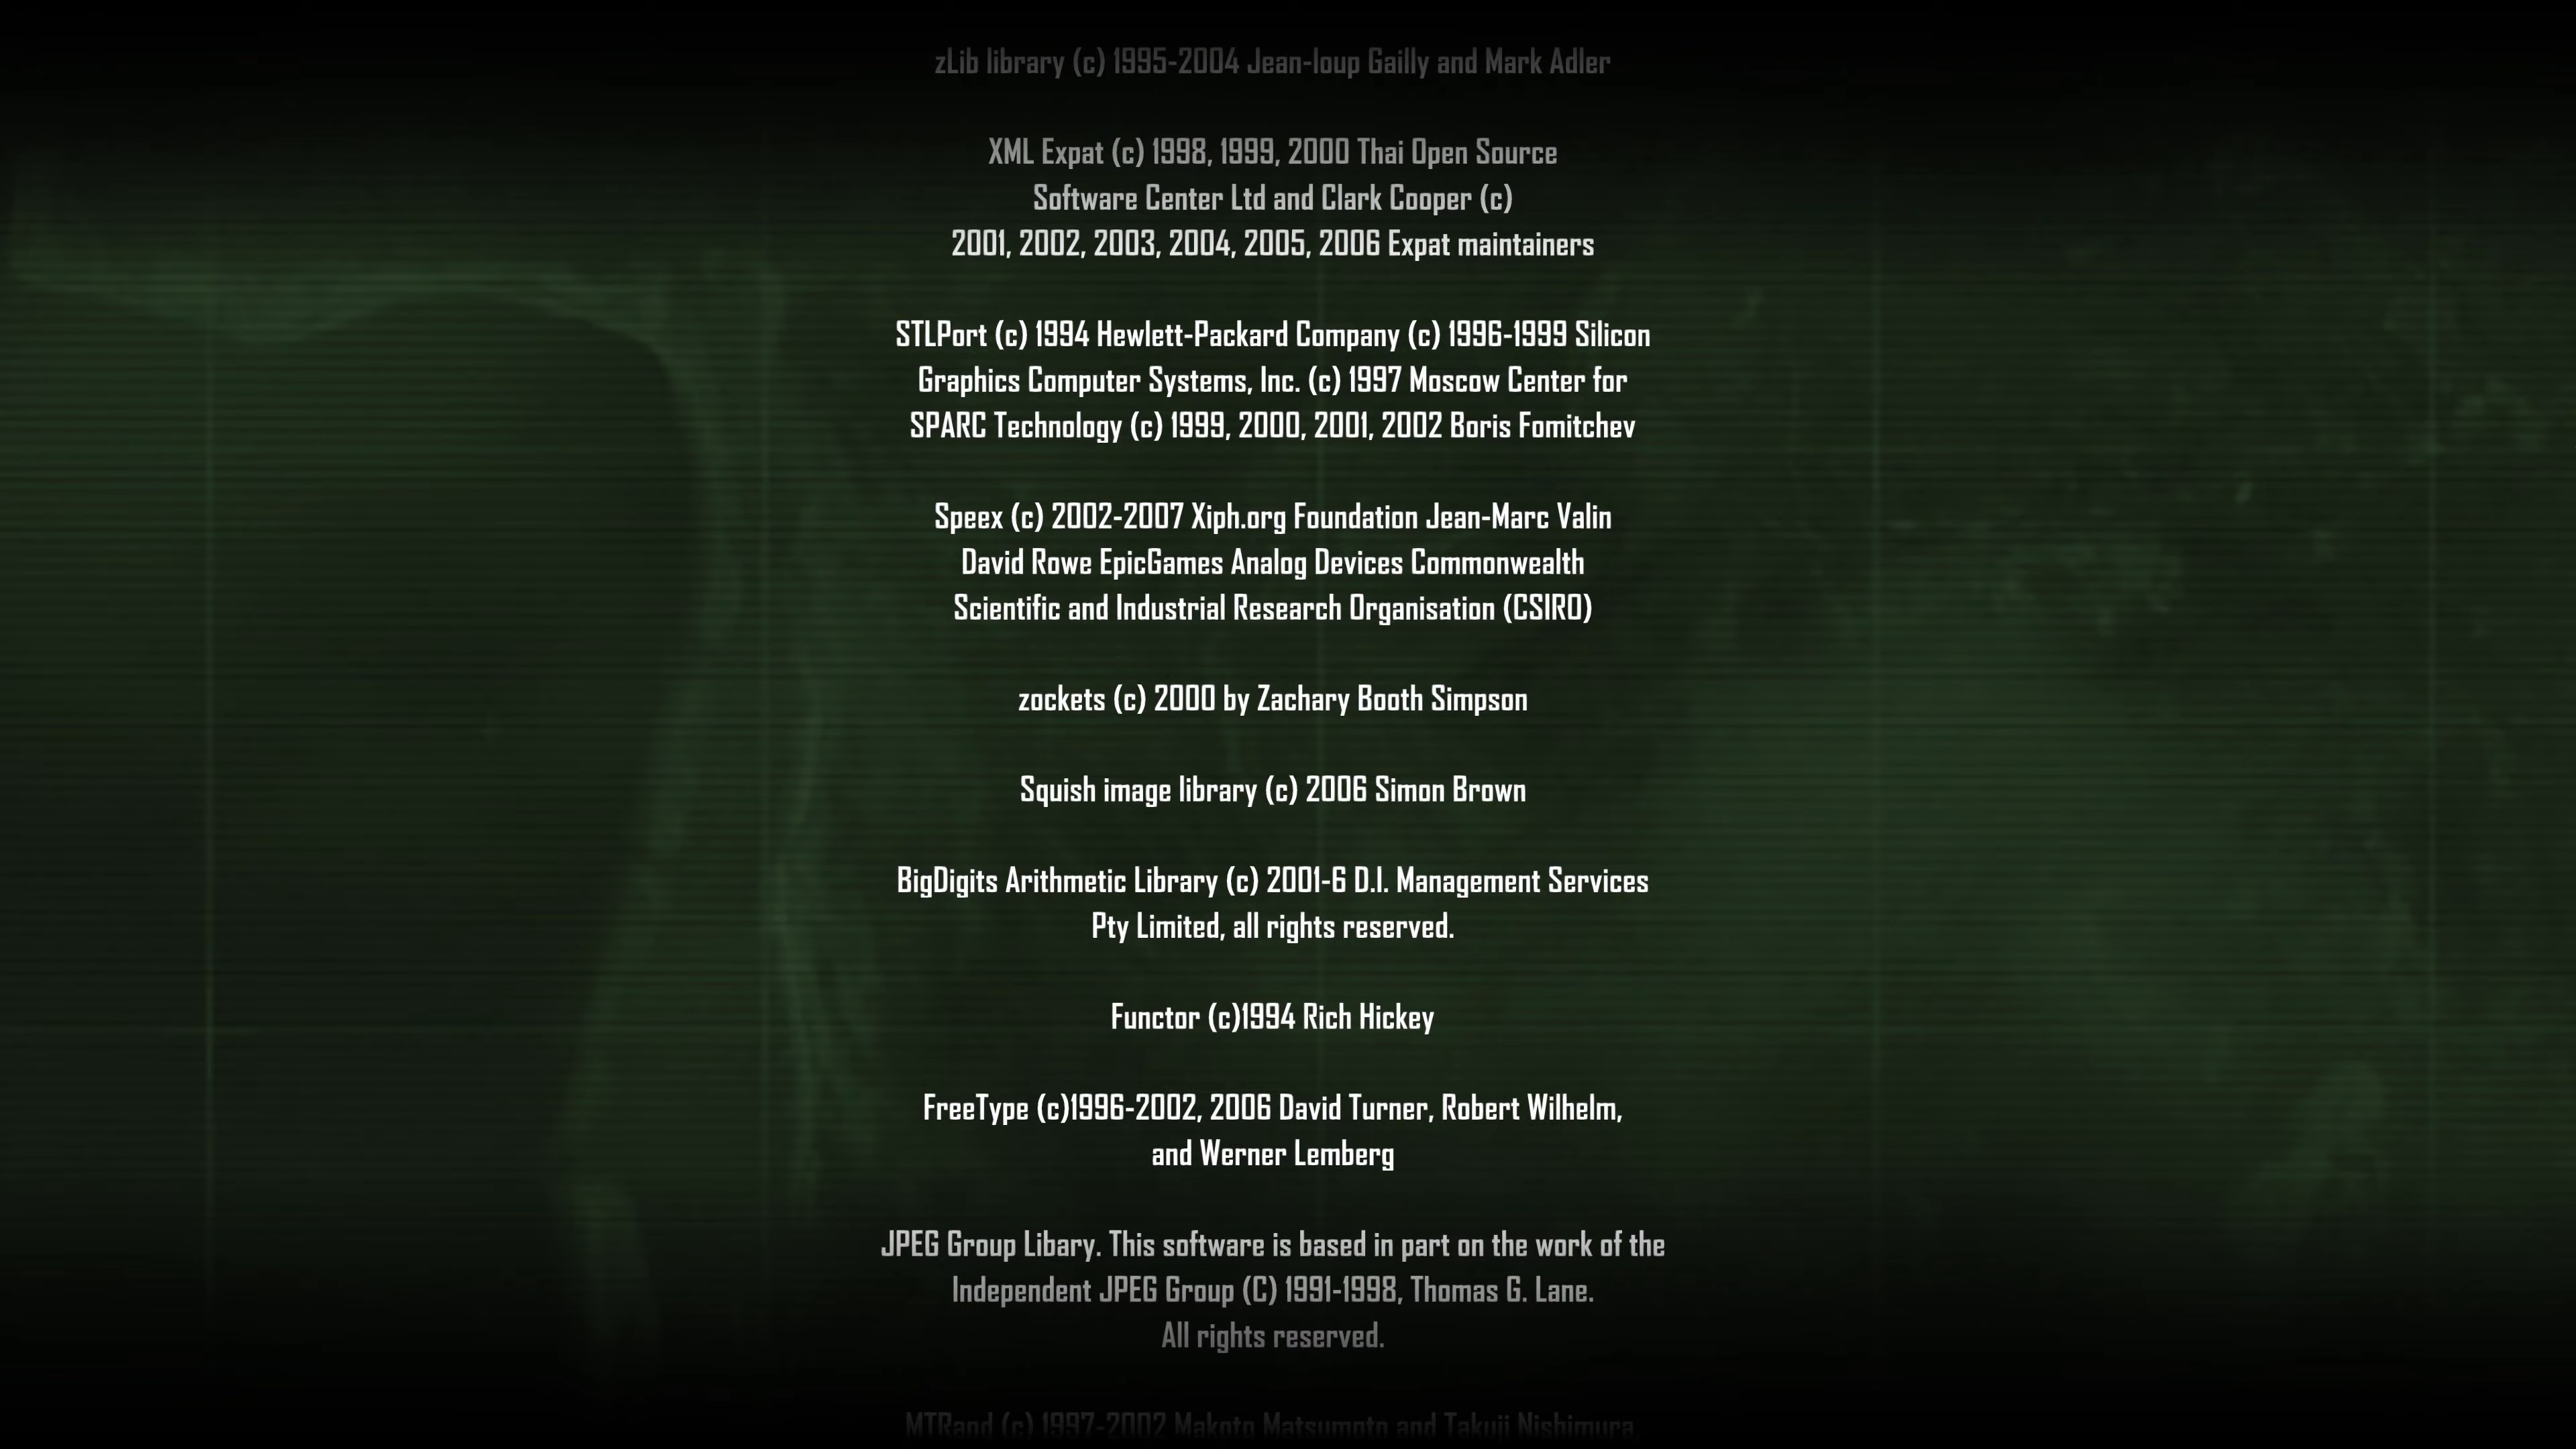 zLib library (c) 1995-2004 Jean-loup Gailly and Mark Adler
XML Expat (c) 1998, 1999, 2000 Thai Open Source
Software Center Ltd and Clark Cooper (c)
2001, 2002, 2003, 2004, 2005, 2006 Expat maintainers
STLPort (c) 1994 Hewlett-Packard Company (c) 1996-1999 Silicon
Graphics Computer Systems, Inc. (c) 1997 Moscow Center for
SPARC Technology (c) 1999, 2000, 2001, 2002 Boris Fomitchev
Speex (c) 2002-2007 Xiph.org Foundation Jean-Marc Valin
David Rowe EpicGames Analog Devices Commonwealth
Scientific and Industrial Research Organisation (CSIRO)
zockets (c) 2000 by Zachary Booth Simpson
Squish image library (c) 2006 Simon Brown
BigDigits Arithmetic Library (c) 2001-6 D.I. Management Services
Pty Limited, all rights reserved.
Functor (c)1994 Rich Hickey
FreeType (c)1996-2002, 2006 David Turner, Robert Wilhelm,
and Werner Lemberg
JPEG Group Libary. This software is based in part on the work of the
Independent JPEG Group (C) 1991-1998, Thomas G. Lane.
All rights reserved.
MTRand (c) 1997-2002 Makoto Matsumoto and Takuji Nishimura